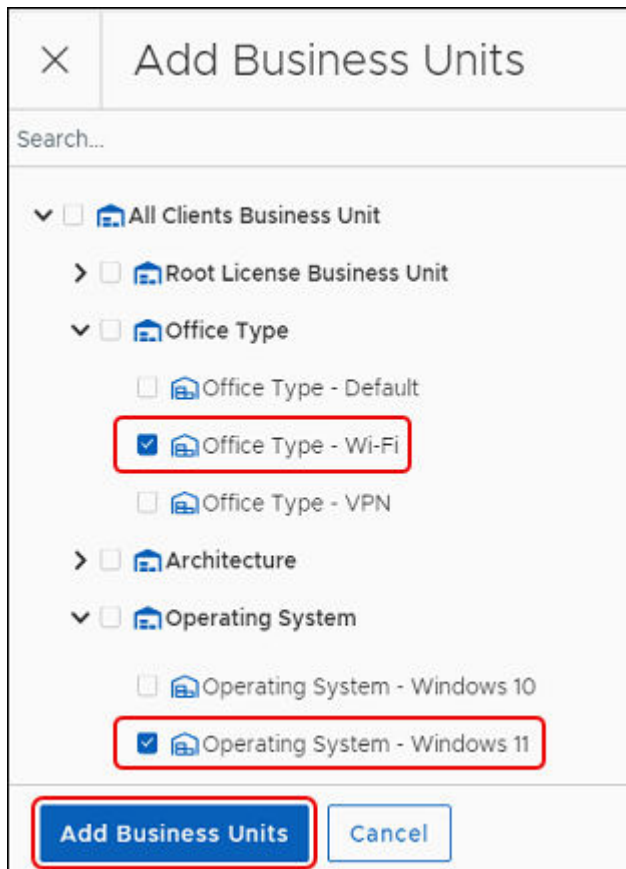 Add Business Units
Search...
All Clients Business Unit
Root License Business Unit
Office Type
Office Type - Default
Office Type - Wi-Fi
Office Type - VPN
Architecture
Operating System
Operating System - Windows 10
Operating System - Windows 11
Add Business Units
Cancel